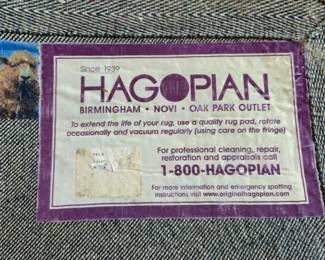 Since 1939
HAGOPIAN
BIRMINGHAM • NOVI • OAK PARK OUTLET
To extend the life of your rug, use a quality rug pad, rotate
occasionally and vacuum regularly (using care on the fringe)
For professional cleaning, repair,
restoration and appraisals call
1-800-HAGOPIAN
For more information and emergency spotting
instructions visit www.originalhagopian.com